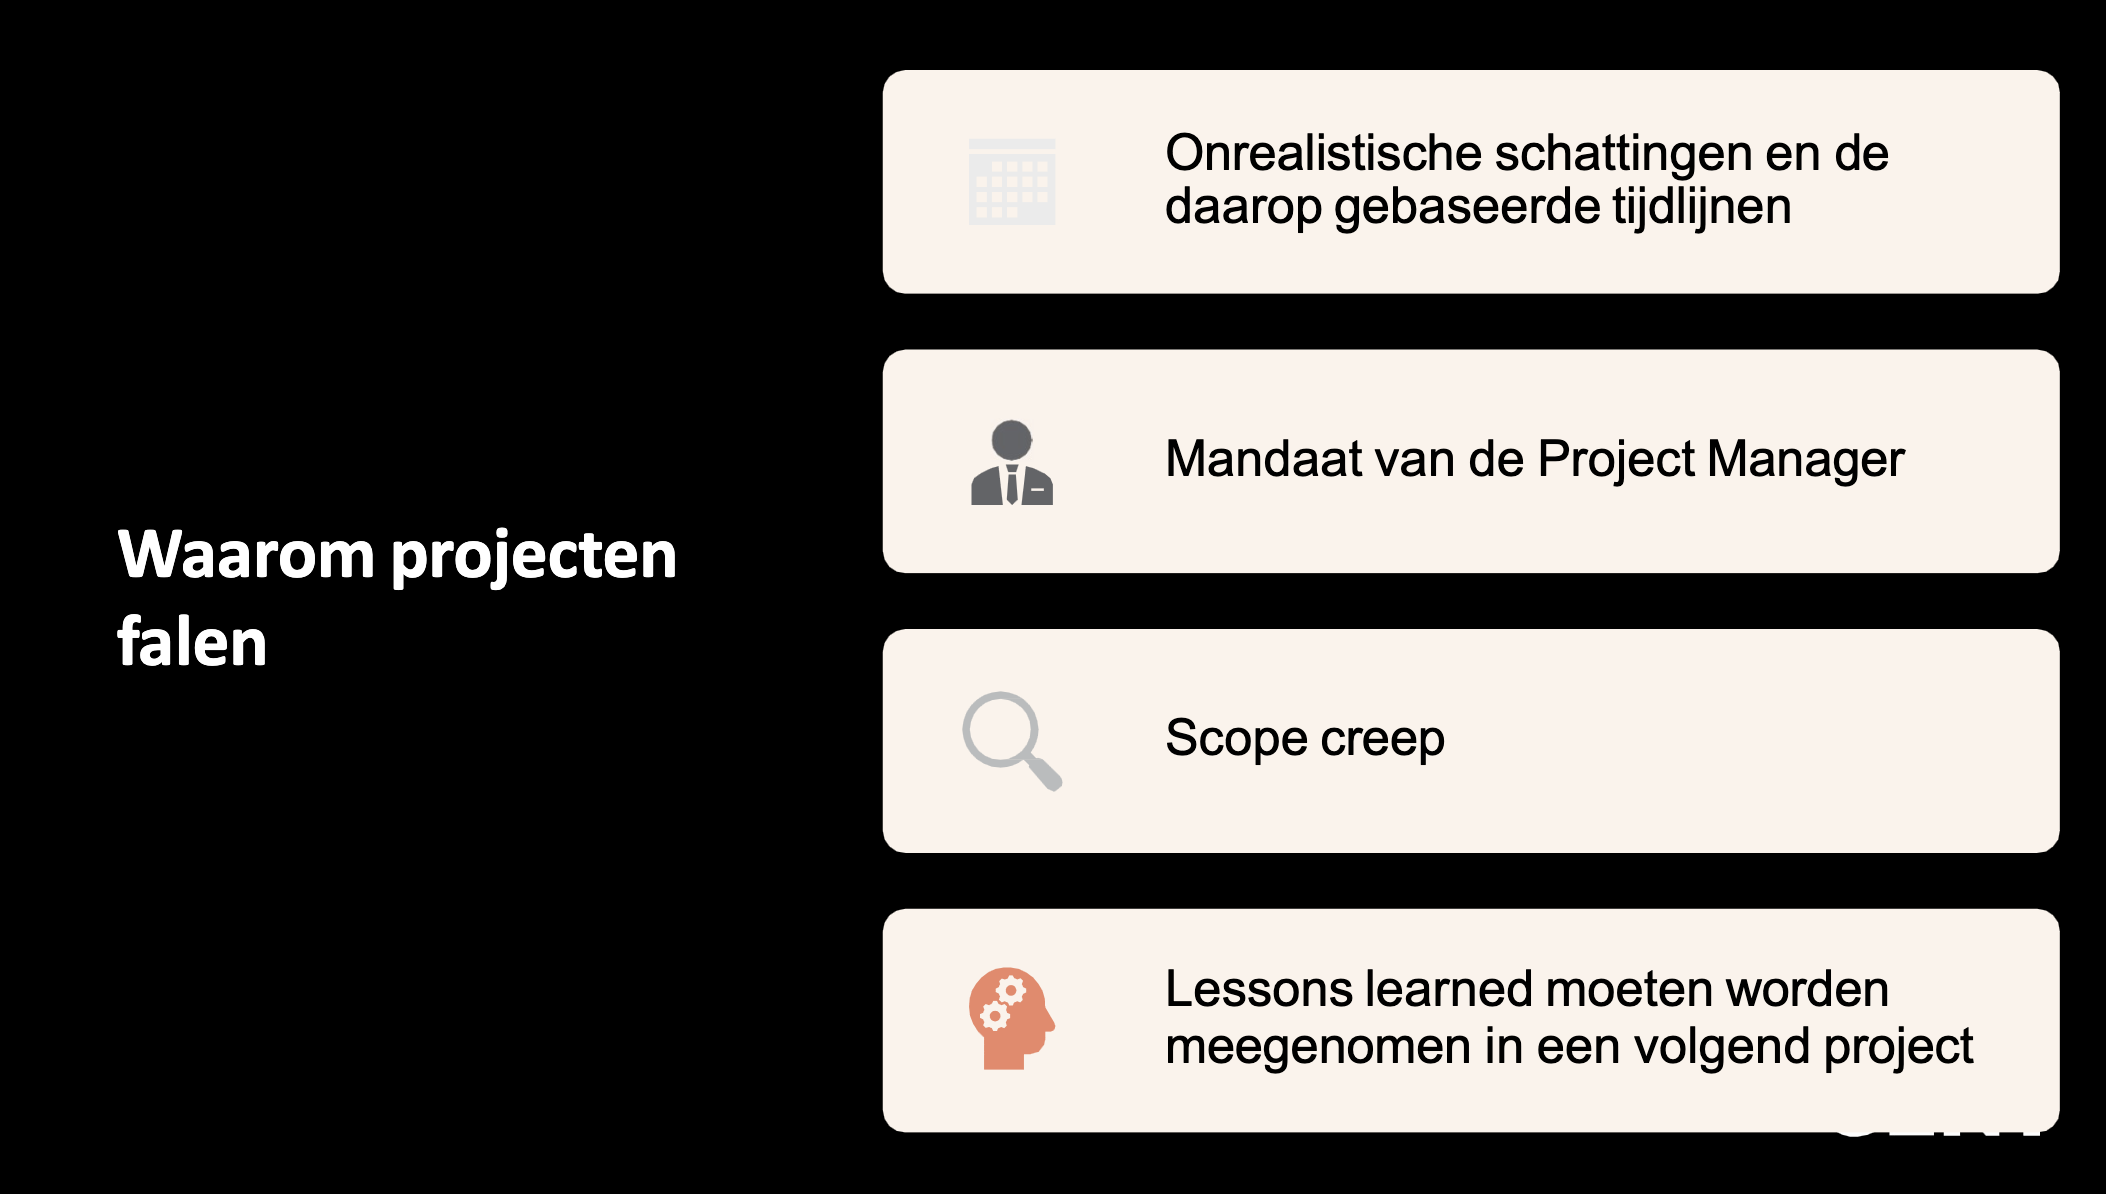 Waarom projecten
falen
Onrealistische schattingen en de
daarop gebaseerde tijdlijnen
Mandaat van de Project Manager
Scope creep
Lessons learned moeten worden
meegenomen in een volgend project